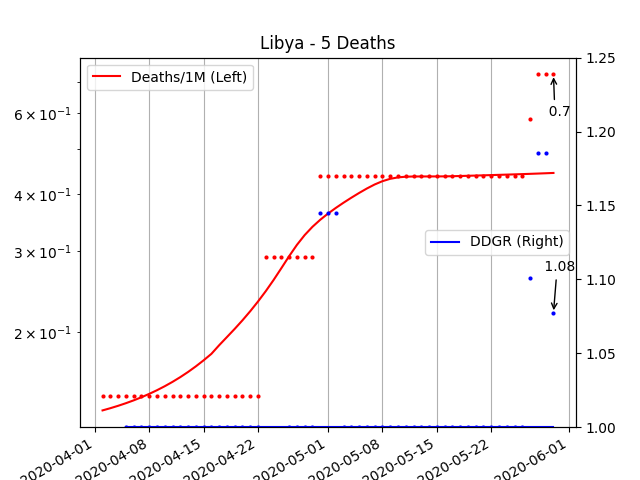 Libya - 5 Deaths
Deaths/1M (Left)
6 × 10⁻¹
4 × 10⁻¹
3 × 10⁻¹
2 × 10⁻¹
0.7
DDGR (Right)
1.08
1.25
1.20
1.15
1.10
1.05
1.00
2020-04-01
2020-04-08
2020-04-15
2020-04-22
2020-05-01
2020-05-08
2020-05-15
2020-05-22
2020-06-01